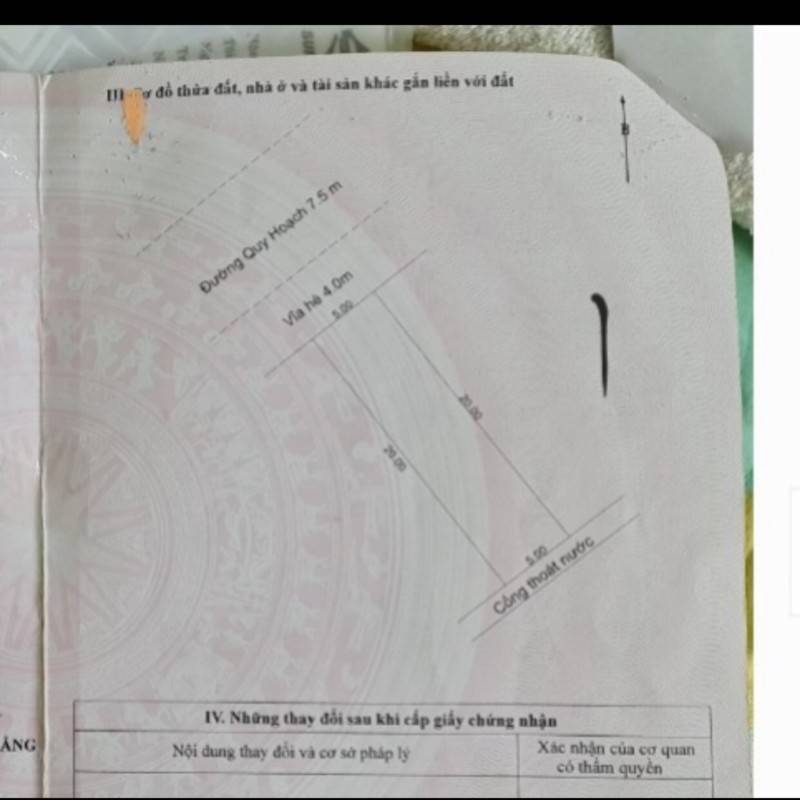 III. Sơ đồ thửa đất, nhà ở và tài sản khác gắn liền với đất
B
Đường Quy Hoạch 7.5 m
Vỉa hè 4.0m
5.00
20.00
20.00
5.00
Cống thoát nước
IV. Những thay đổi sau khi cấp giấy chứng nhận
ẴNG
Nội dung thay đổi và cơ sở pháp lý
Xác nhận của cơ quan
có thẩm quyền